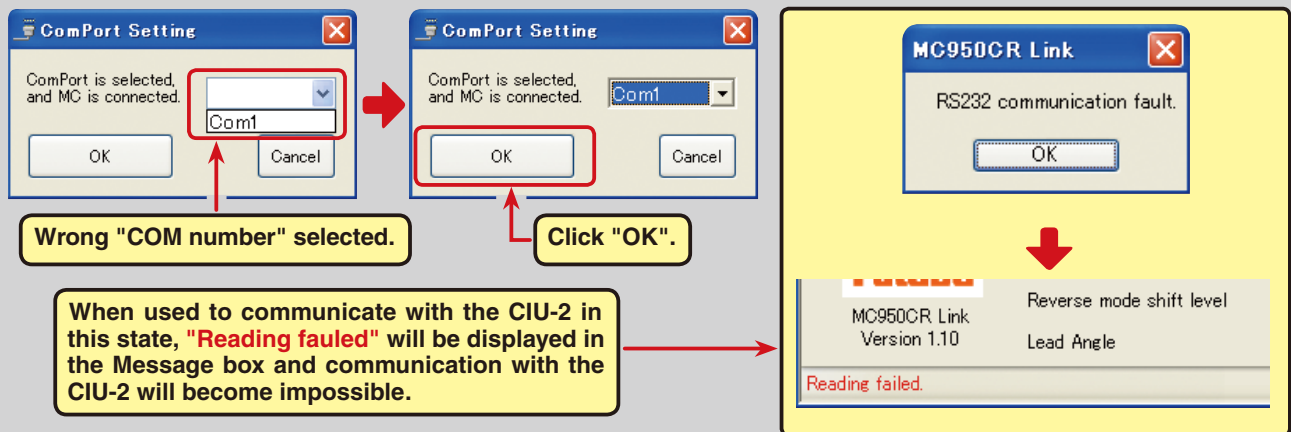 ComPort Setting
ComPort is selected,
and MC is connected.
Com1
OK
Cancel
Wrong "COM number" selected.
ComPort Setting
ComPort is selected,
and MC is connected.
Com1
OK
Cancel
Click "OK".
When used to communicate with the CIU-2 in
this state, "Reading fauled" will be displayed in
the Message box and communication with the
CIU-2 will become impossible.
MC950CR Link
RS232 communication fault.
OK
MC950CR Link
Version 1.10
Reverse mode shift level
Lead Angle
Reading failed.